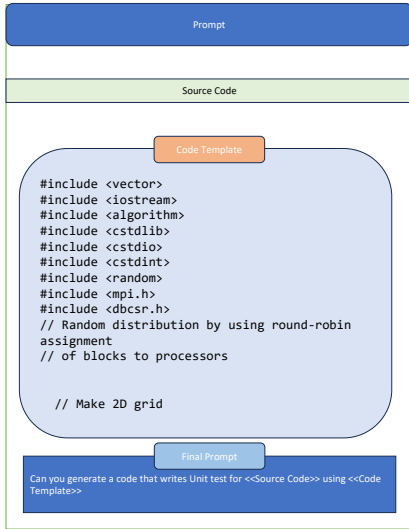 Prompt
Source Code
Code Template
#include <vector>
#include <iostream>
#include <algorithm>
#include <cstdlib>
#include <cstdio>
#include <cstdint>
#include <random>
#include <mpi.h>
#include <dbcsr.h>
// Random distribution by using round-robin
assignment
// of blocks to processors
// Make 2D grid
Final Prompt
Can you generate a code that writes Unit test for <<Source Code>> using <<Code
Template>>